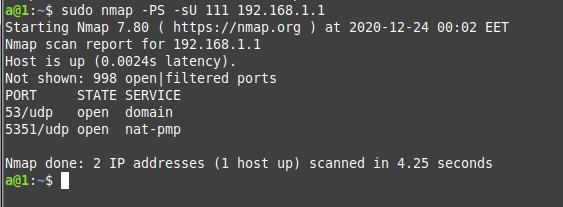 a@1:~$ sudo nmap -PS -sU 111 192.168.1.1
Starting Nmap 7.80 ( https://nmap.org ) at 2020-12-24 00:02 EET
Nmap scan report for 192.168.1.1
Host is up (0.0024s latency).
Not shown: 998 open|filtered ports
PORT     STATE SERVICE
53/udp   open  domain
5351/udp open  nat-pmp

Nmap done: 2 IP addresses (1 host up) scanned in 4.25 seconds
a@1:~$